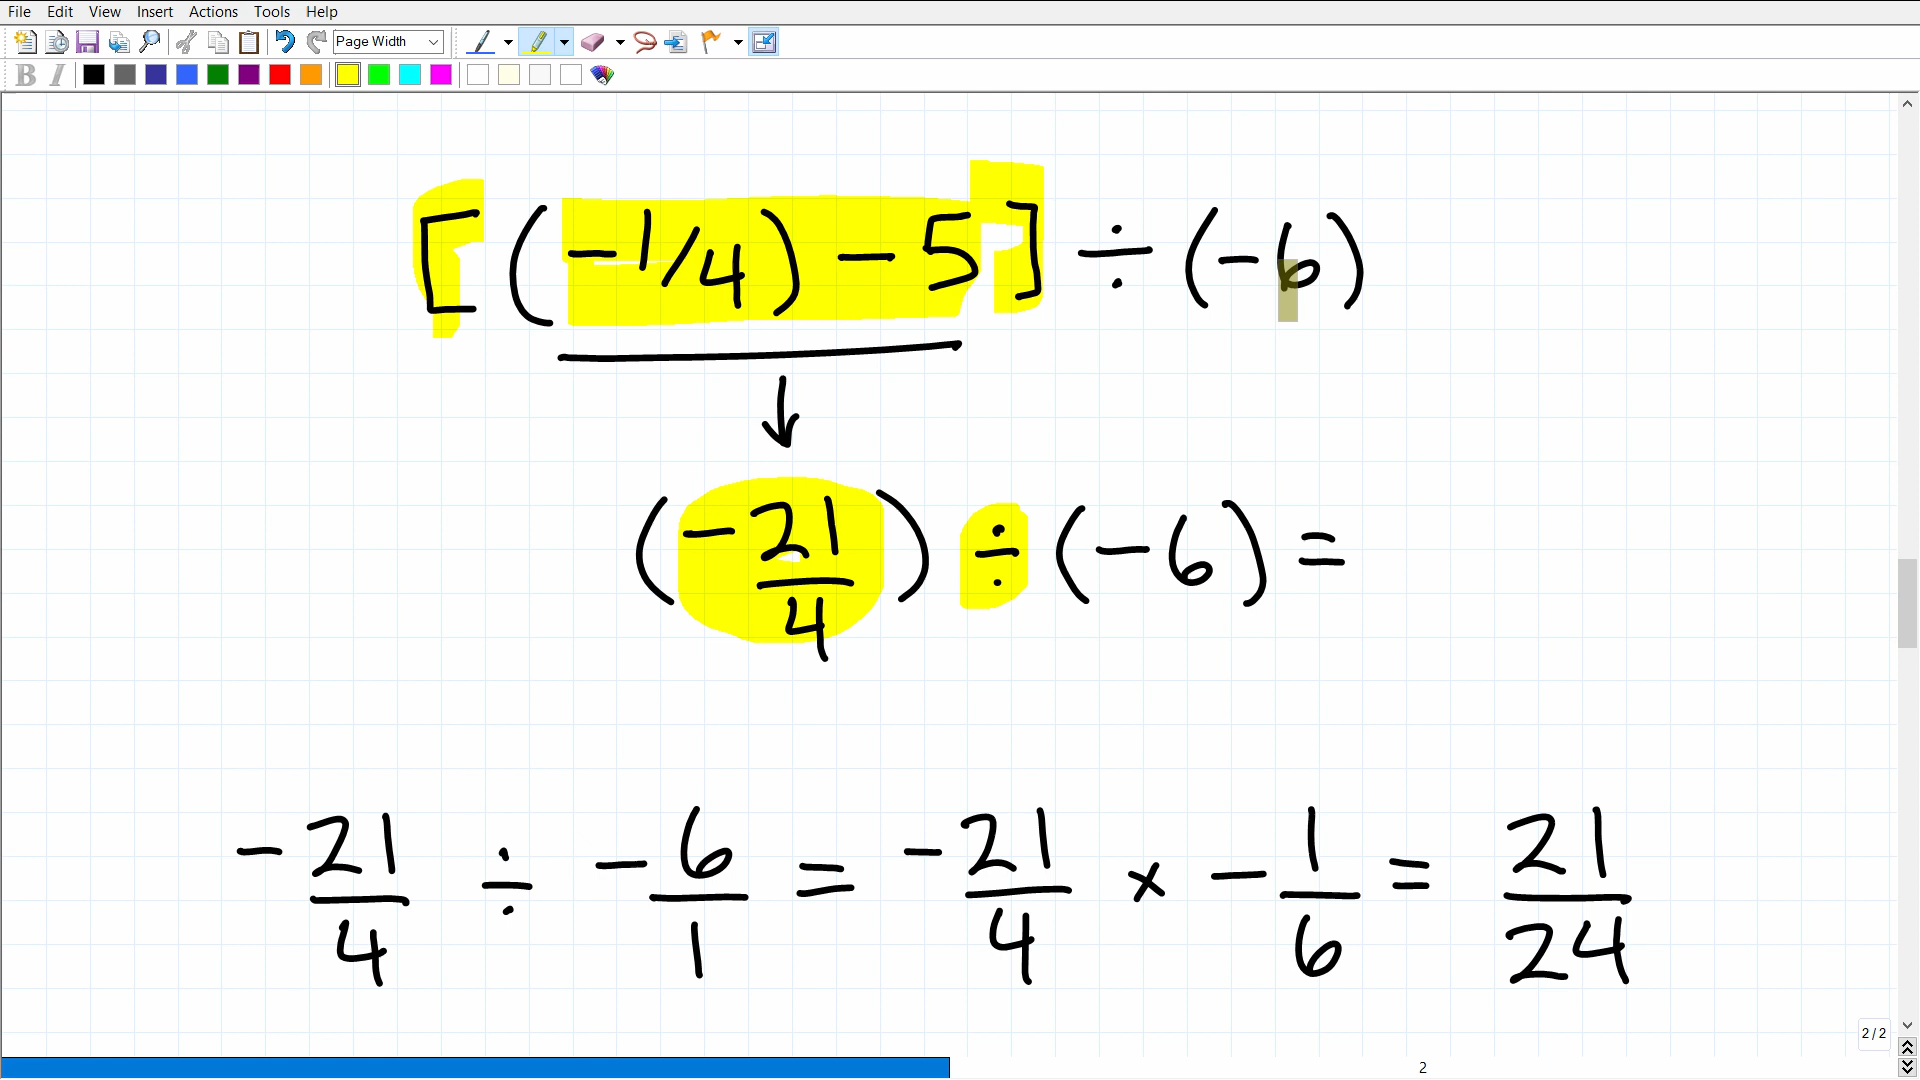 File Edit View Insert Actions Tools Help
Page Width
B I
[(-1/4) - 5] ÷ (-6)
(-21/4) ÷ (-6) =
-21/4 ÷ -6/1 = -21/4 × -1/6 = 21/24
2 / 2
2